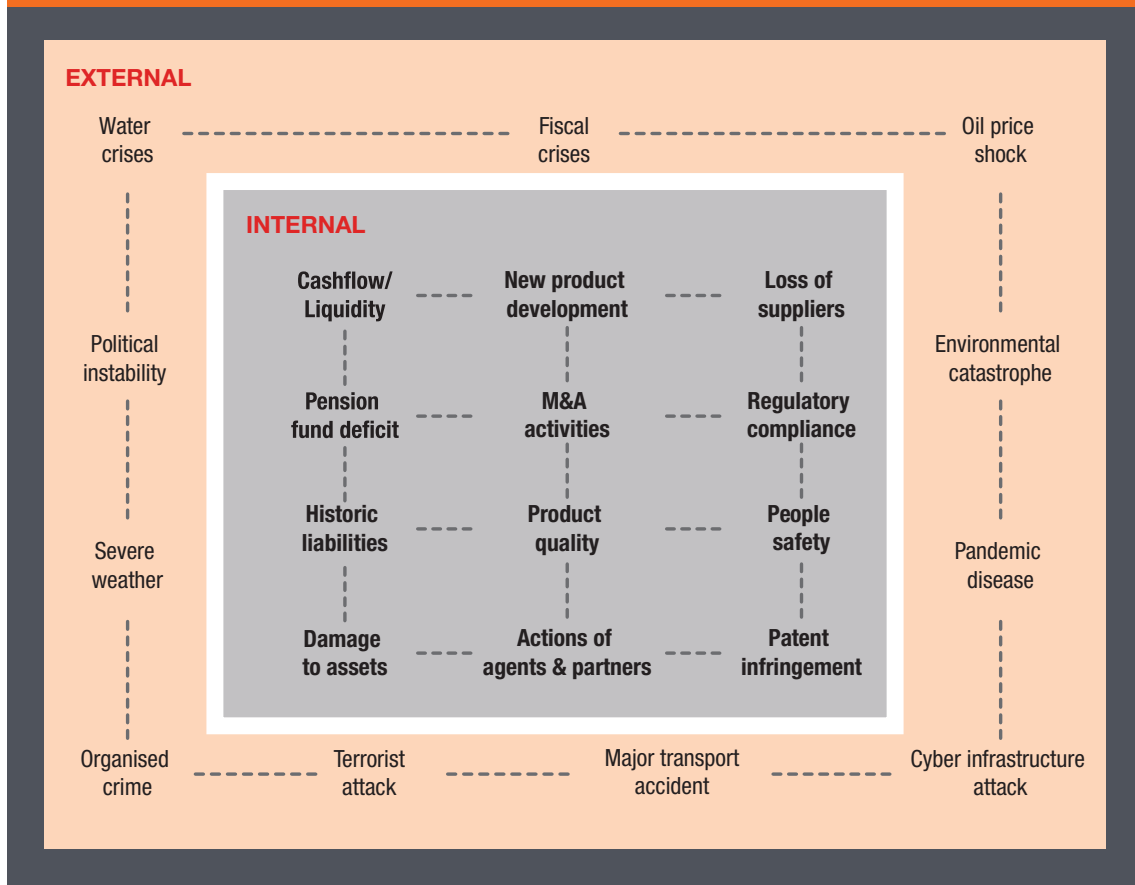 EXTERNAL
Water
crises
Fiscal
crises
Oil price
shock
INTERNAL
Cashflow/
Liquidity
New product
development
Loss of
suppliers
Political
instability
Environmental
catastrophe
Pension
fund deficit
M&A
activities
Regulatory
compliance
Historic
liabilities
Product
quality
People
safety
Severe
weather
Pandemic
disease
Damage
to assets
Actions of
agents & partners
Patent
infringement
Organised
crime
Terrorist
attack
Major transport
accident
Cyber infrastructure
attack